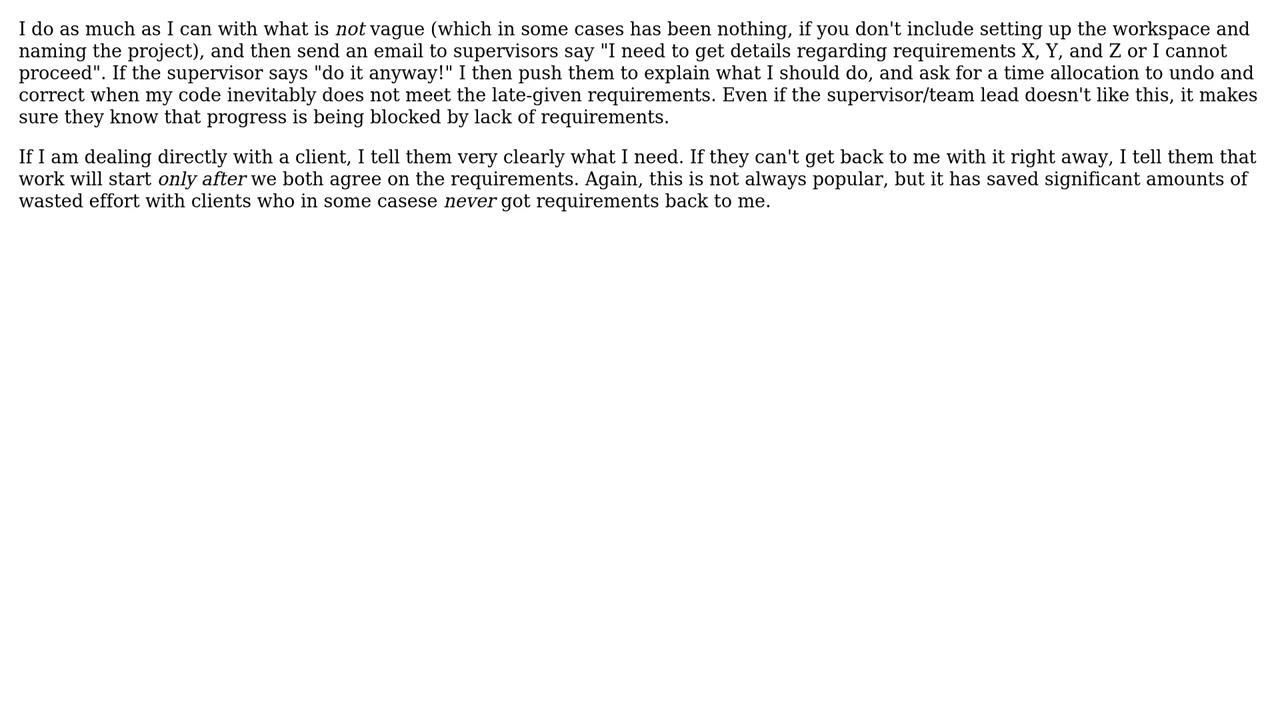 I do as much as I can with what is not vague (which in some cases has been nothing, if you don't include setting up the workspace and
naming the project), and then send an email to supervisors say "I need to get details regarding requirements X, Y, and Z or I cannot
proceed". If the supervisor says "do it anyway!" I then push them to explain what I should do, and ask for a time allocation to undo and
correct when my code inevitably does not meet the late-given requirements. Even if the supervisor/team lead doesn't like this, it makes
sure they know that progress is being blocked by lack of requirements.
If I am dealing directly with a client, I tell them very clearly what I need. If they can't get back to me with it right away, I tell them that
work will start only after we both agree on the requirements. Again, this is not always popular, but it has saved significant amounts of
wasted effort with clients who in some casese never got requirements back to me.